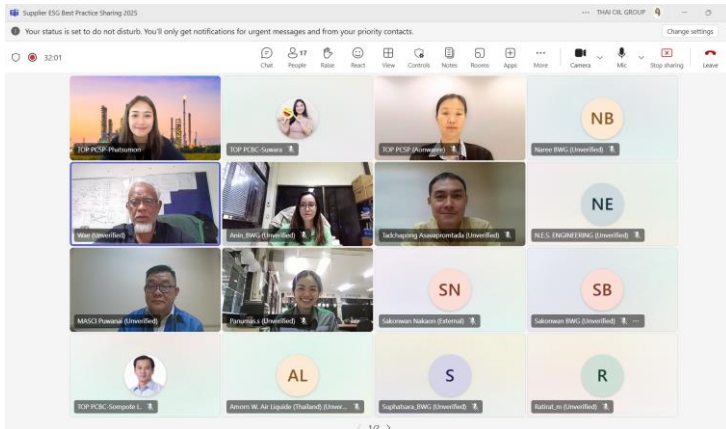 Supplier ESG Best Practice Sharing 2025
THAI OIL GROUP
Your status is set to do not disturb. You'll only get notifications for urgent messages and from your priority contacts.
Change settings
32:01
Chat
17
People
Raise
React
View
Controls
Notes
Rooms
Apps
More
Camera
Mic
Stop sharing
Leave
TOP PCSP-Phatsumon
TOP PCBC-Suwara
TOP PCSP (Aonwaree)
NB
Naree BWG (Unverified)
Wae (Unverified)
Anin_BWG (Unverified)
Tadchapong Asavapromtada (Unverified)
NE
N.E.S. ENGINEERING (Unverified)
MASCI Puwanai (Unverified)
Panumas.s (Unverified)
SN
Sakonwan Nakaon (External)
SB
Sakonwan BWG (Unverified)
TOP PCBC-Sompote L.
AL
Amorn W. Air Liquide (Thailand) (Unver...
S
Suphatsara_BWG (Unverified)
R
Ratirat_m (Unverified)
1/2